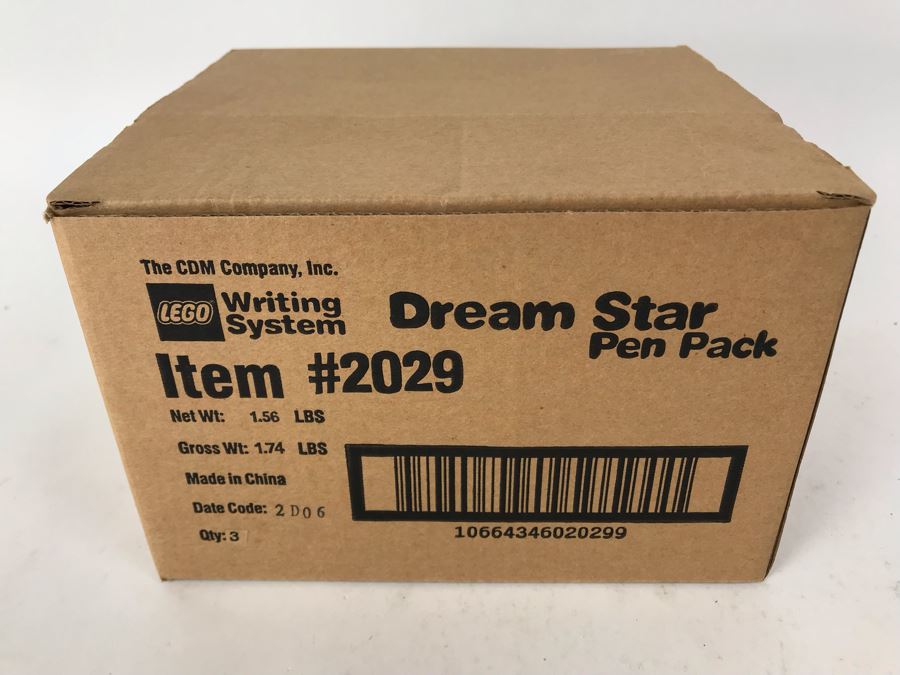 The CDM Company, Inc.
LEGO Writing System
Dream Star
Pen Pack
Item #2029
Net Wt: 1.56 LBS
Gross Wt: 1.74 LBS
Made in China
Date Code: 2D06
Qty: 3
10664346020299